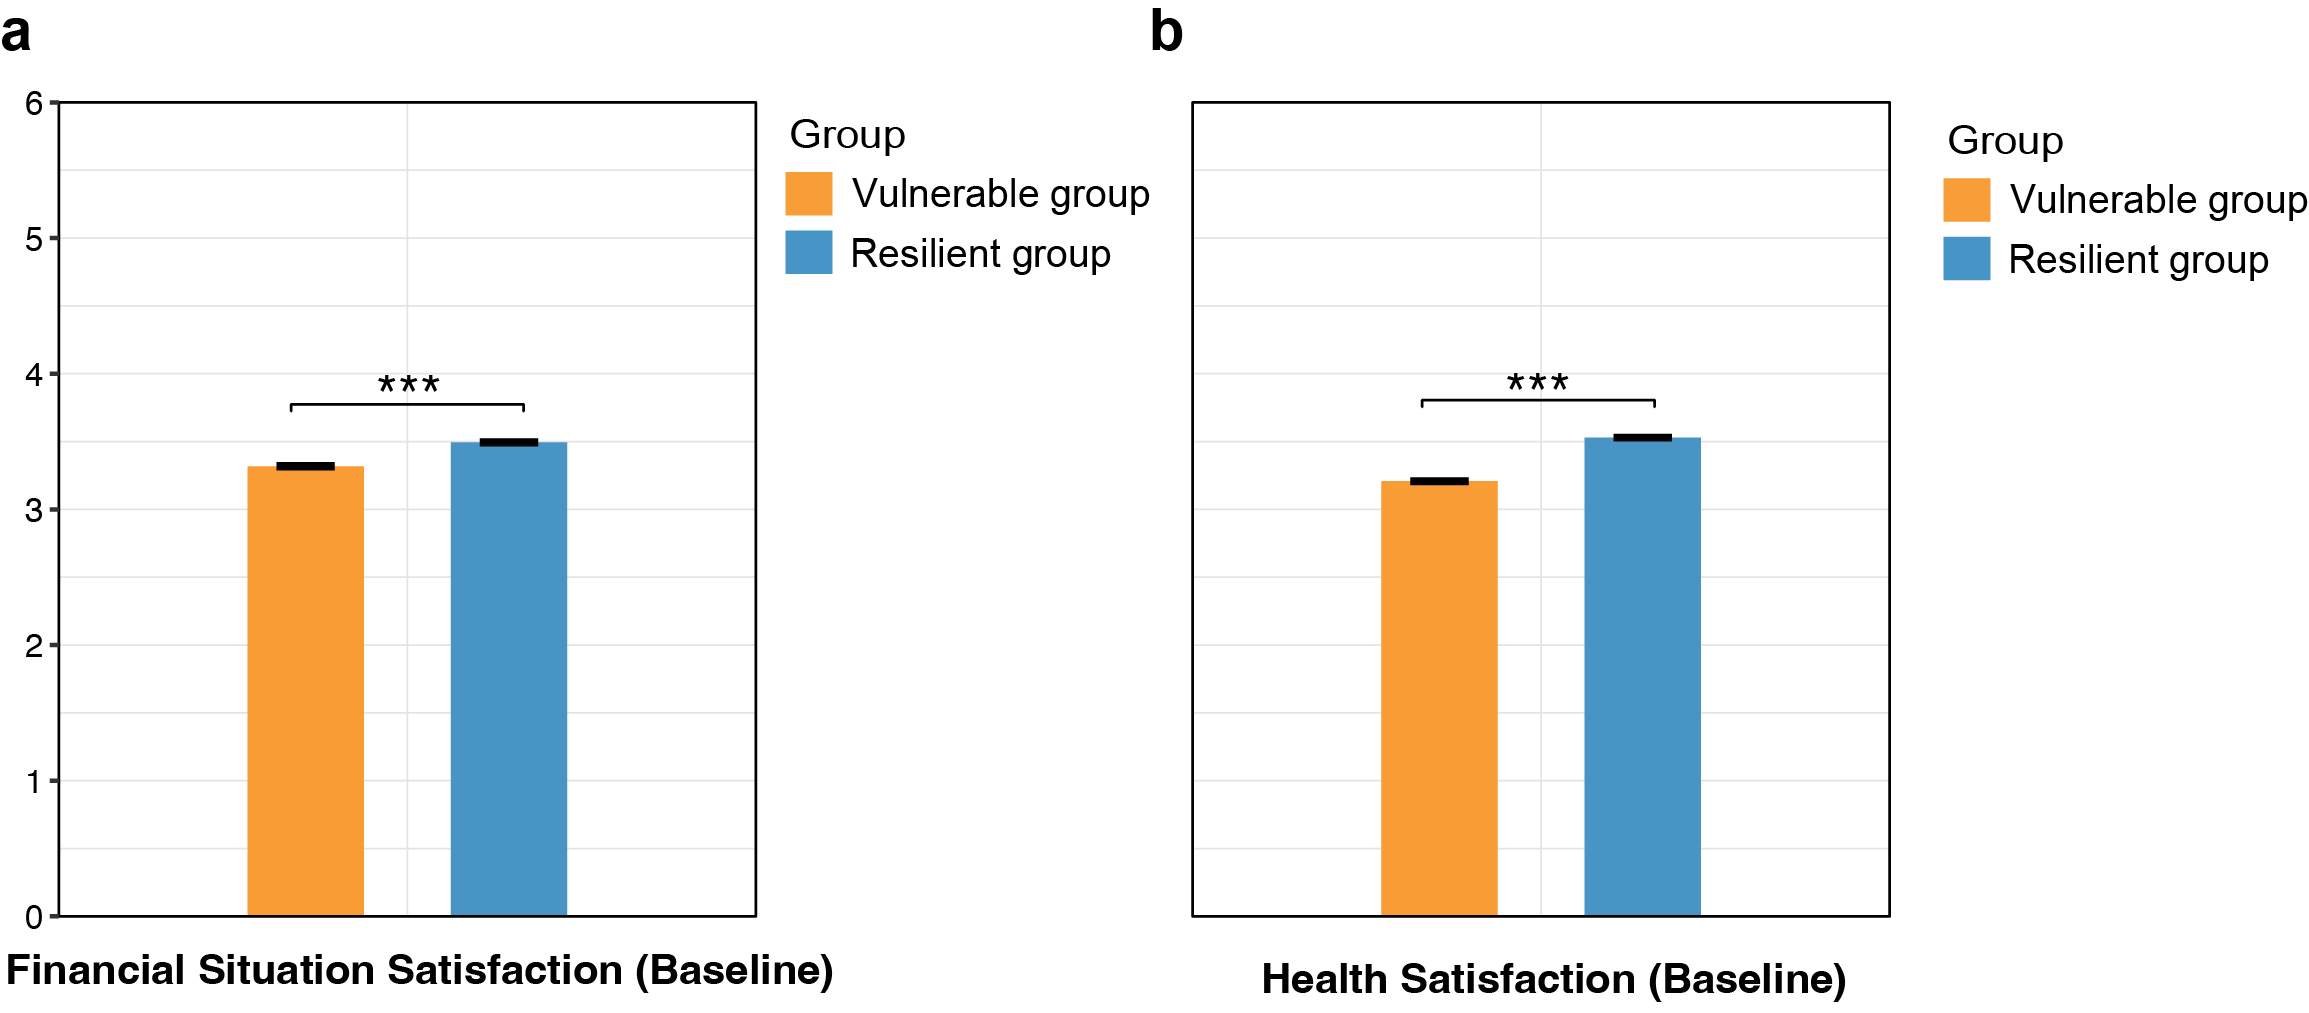 a
6
5
4
3
2
1
0
***
Financial Situation Satisfaction (Baseline)
Group
Vulnerable group
Resilient group
b
***
Health Satisfaction (Baseline)
Group
Vulnerable group
Resilient group